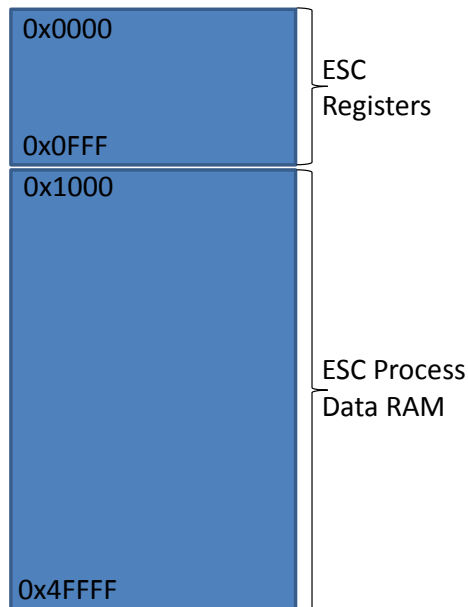 0x0000
ESC
Registers
0x0FFF
0x1000
ESC Process
Data RAM
0x4FFFF